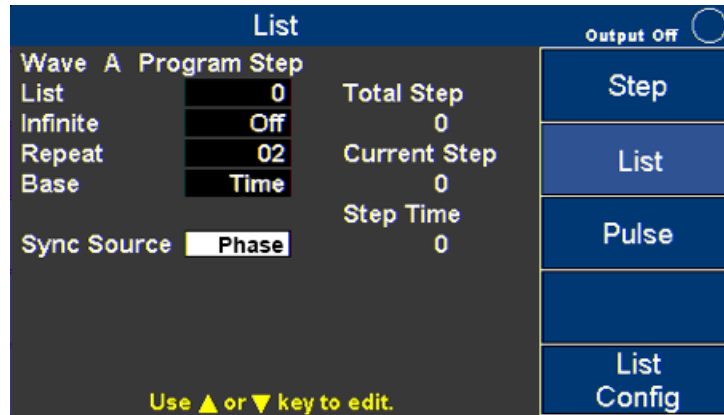 List
Output Off
Wave A Program Step
List 0
Infinite Off
Repeat 02
Base Time
Sync Source Phase
Total Step
0
Current Step
0
Step Time
0
Use ▲ or ▼ key to edit.
Step
List
Pulse
List
Config